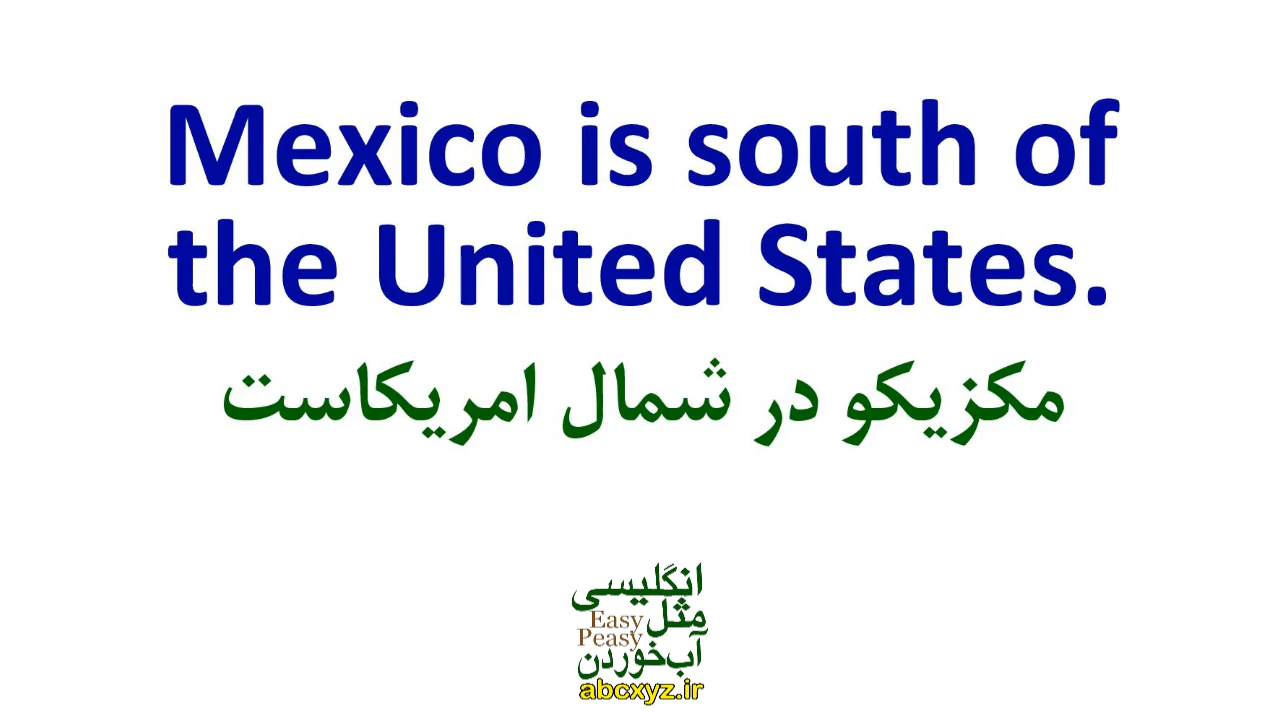 Mexico is south of
the United States.
مکزیکو در شمال امریکاست
انگلیسی
مثل
Easy
Peasy
آب‌خوردن
abcxyz.ir